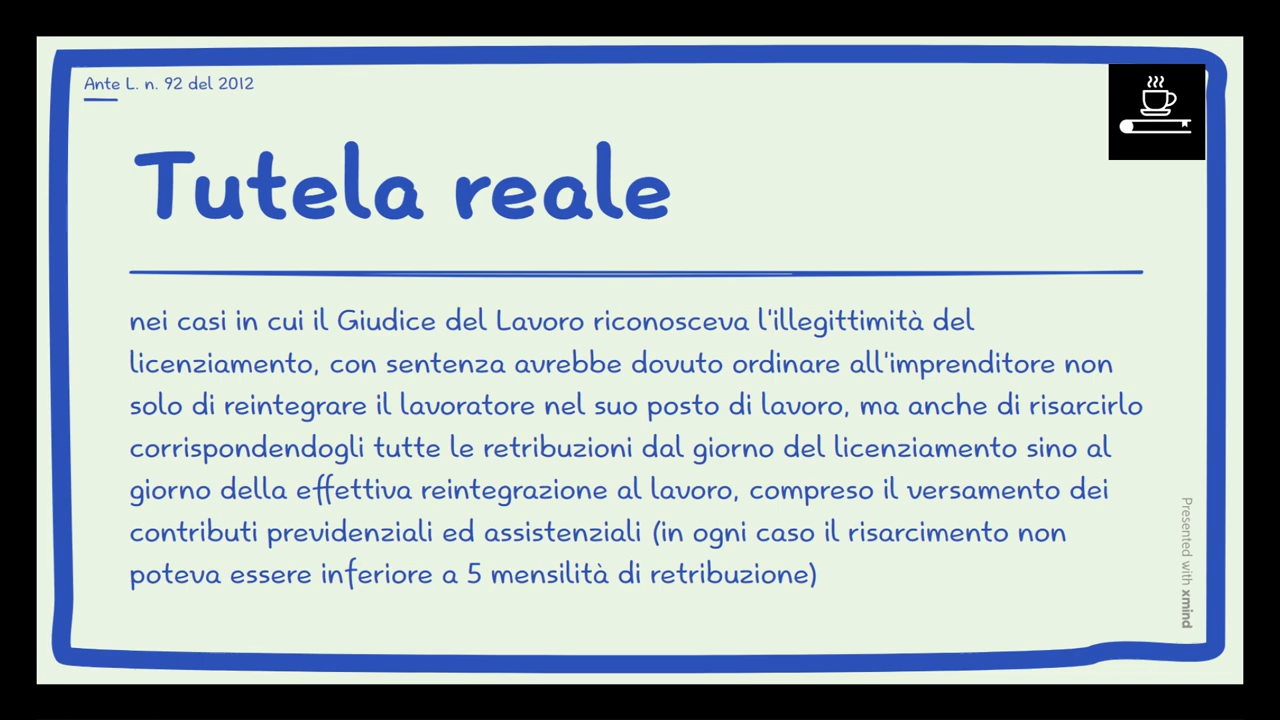 Ante L. n. 92 del 2012
Tutela reale
nei casi in cui il Giudice del Lavoro riconosceva l'illegittimità del
licenziamento, con sentenza avrebbe dovuto ordinare all'imprenditore non
solo di reintegrare il lavoratore nel suo posto di lavoro, ma anche di risarcirlo
corrispondendogli tutte le retribuzioni dal giorno del licenziamento sino al
giorno della effettiva reintegrazione al lavoro, compreso il versamento dei
contributi previdenziali ed assistenziali (in ogni caso il risarcimento non
poteva essere inferiore a 5 mensilità di retribuzione)
Presented with xmind